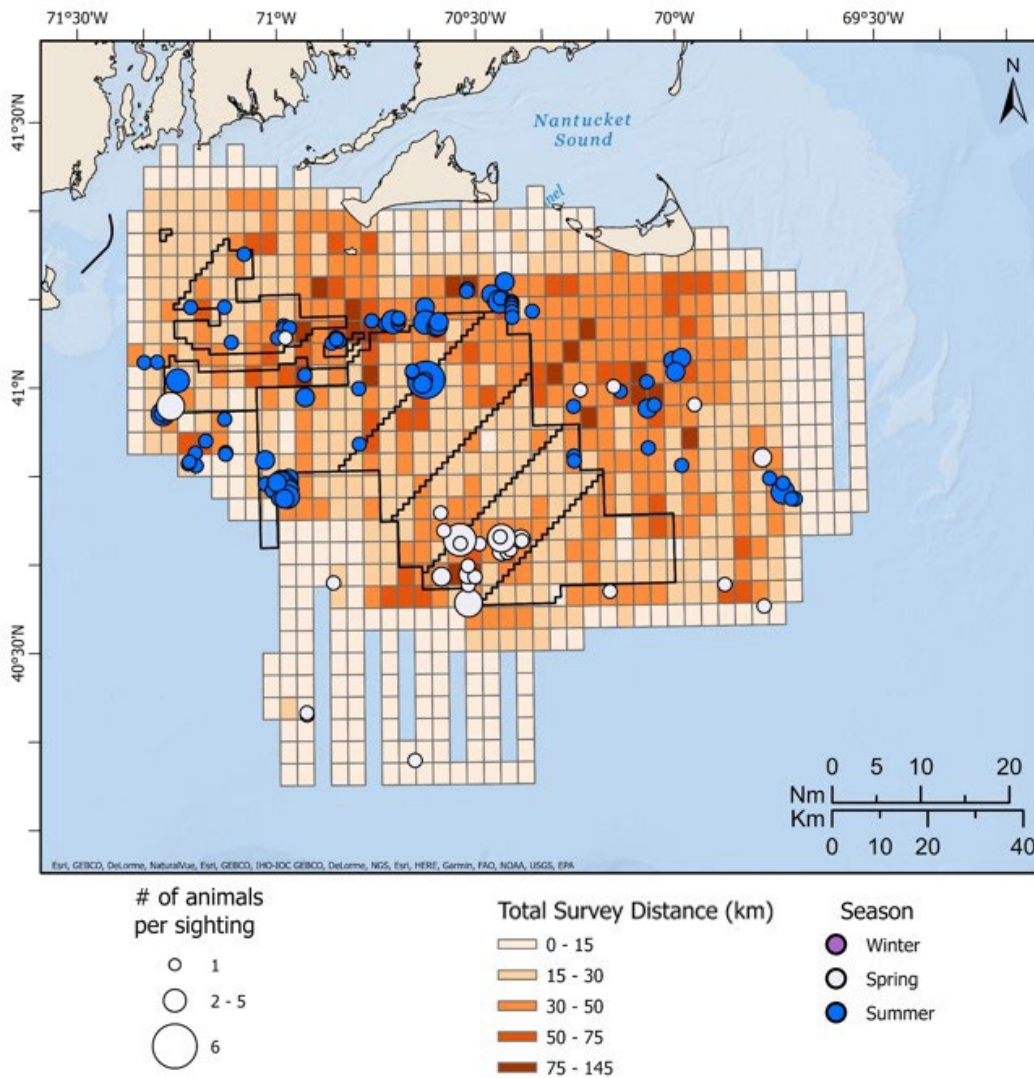 71°30'W 71°W 70°30'W 70°W 69°30'W
N
41°30'N
Nantucket
Sound
nel
41°N
40°30'N
0 5 10 20
Nm
Km
0 10 20 40
Esri, GEBCO, DeLorme, NaturalVue, Esri, GEBCO, IHO-IOC GEBCO, DeLorme, NGS, Esri, HERE, Garmin, FAO, NOAA, USGS, EPA
# of animals
per sighting
1
2 - 5
6
Total Survey Distance (km)
0 - 15
15 - 30
30 - 50
50 - 75
75 - 145
Season
Winter
Spring
Summer